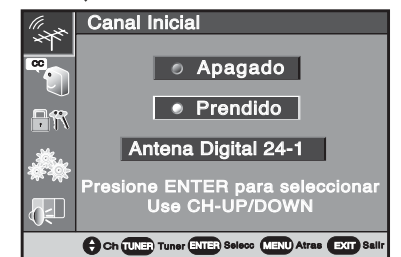 Canal Inicial
CC
Apagado
Prendido
Antena Digital 24-1
Presione ENTER para seleccionar
Use CH-UP/DOWN
Ch TUNER Tuner ENTER Selecc MENU Atras EXIT Salir